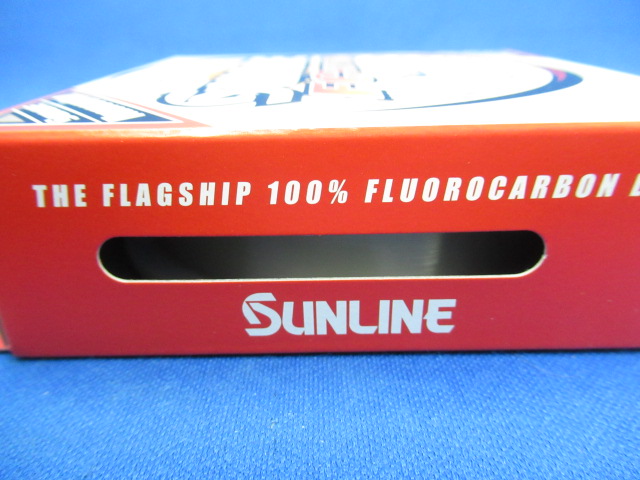 THE FLAGSHIP 100% FLUOROCARBON
SUNLINE